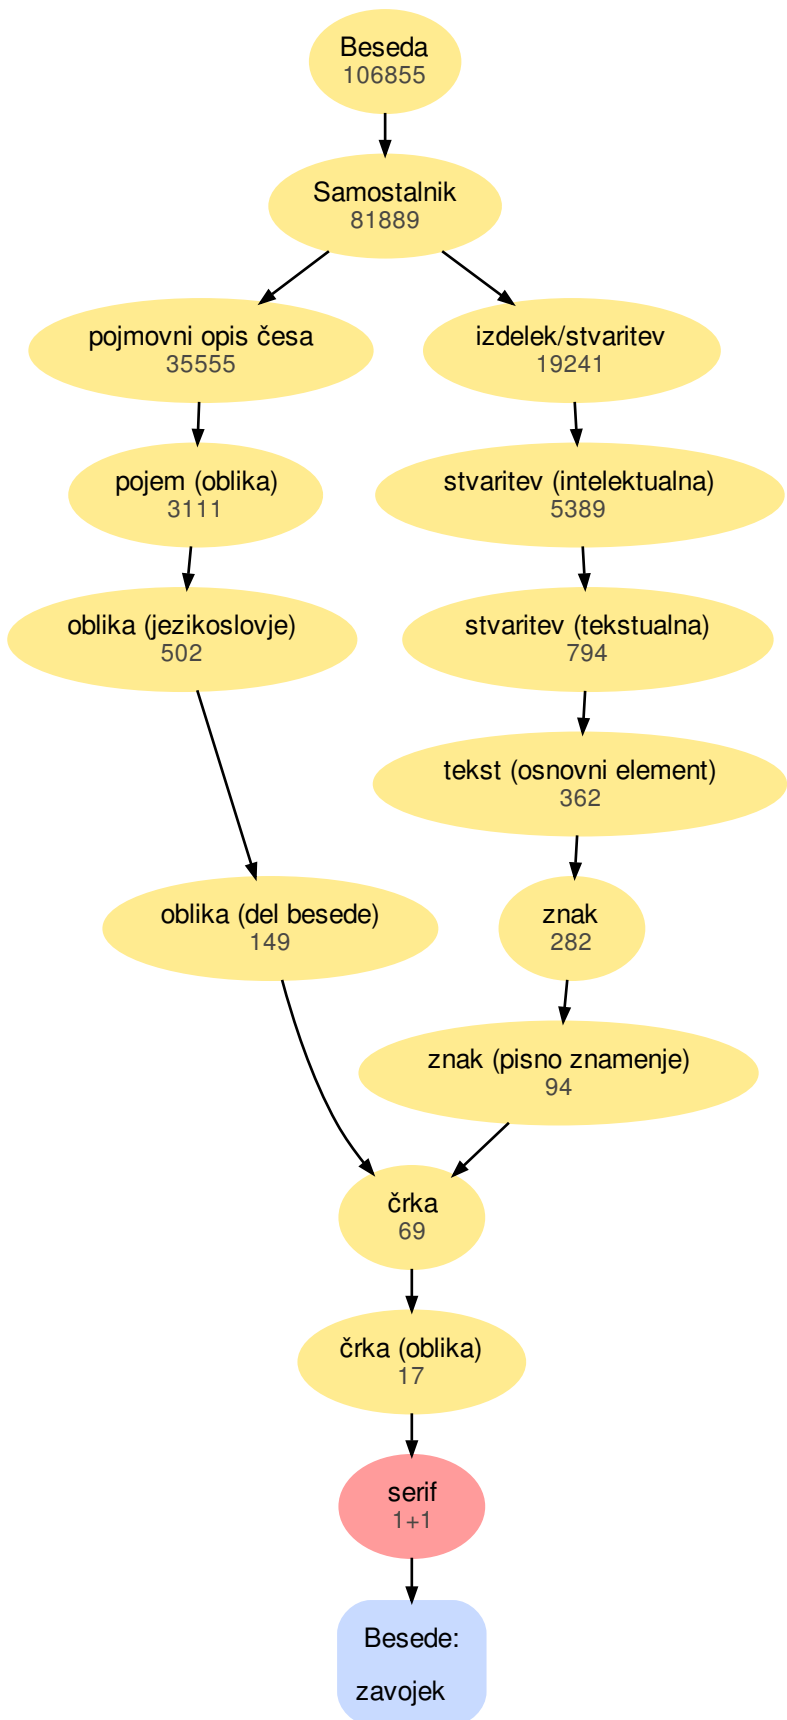 Beseda
106855
Samostalnik
81889
pojmovni opis česa
35555
izdelek/stvaritev
19241
pojem (oblika)
3111
stvaritev (intelektualna)
5389
oblika (jezikoslovje)
502
stvaritev (tekstualna)
794
tekst (osnovni element)
362
oblika (del besede)
149
znak
282
znak (pisno znamenje)
94
črka
69
črka (oblika)
17
serif
1+1
Besede:
zavojek